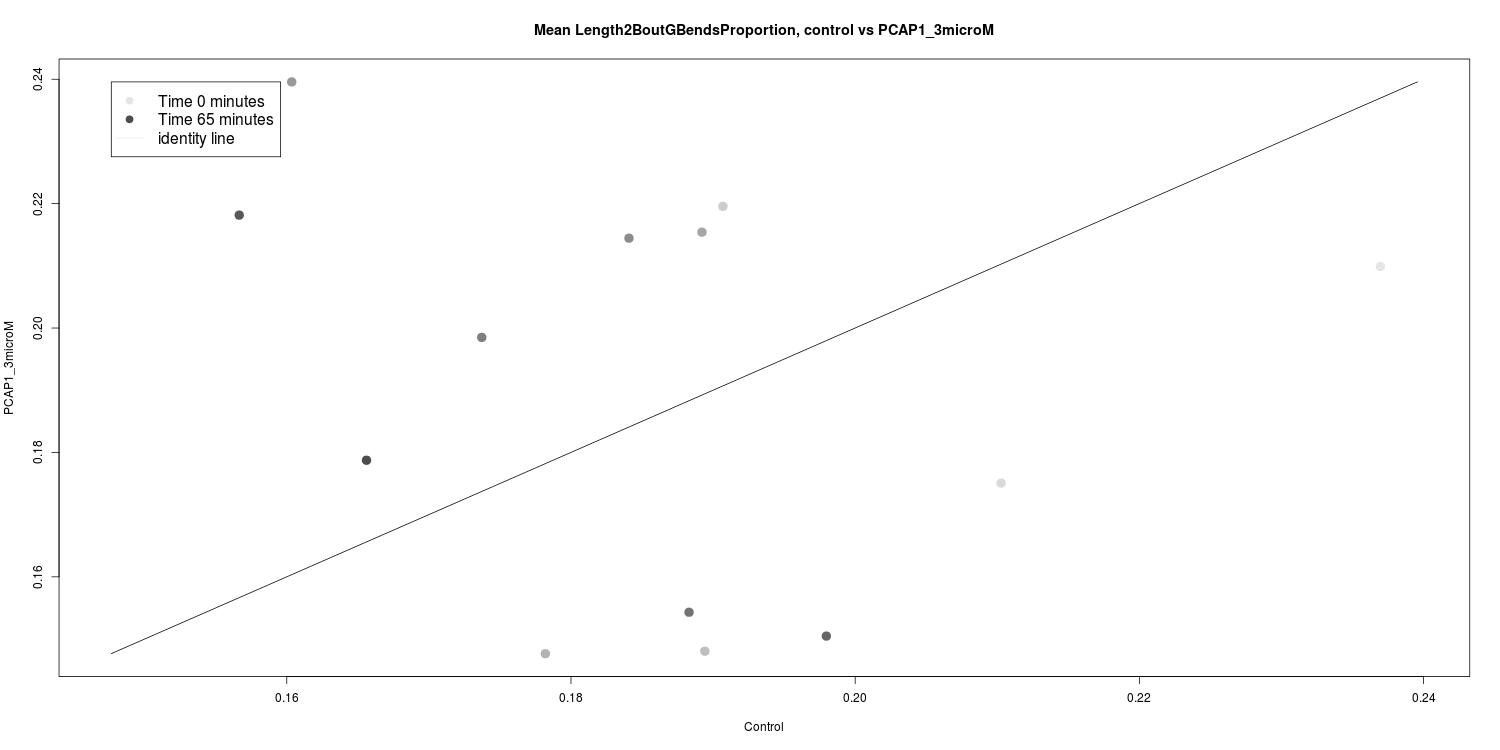 Mean Length2BoutGBendsProportion, control vs PCAP1_3microM
Time 0 minutes
Time 65 minutes
identity line
PCAP1_3microM
0.24
0.22
0.20
0.18
0.16
0.16
0.18
0.20
0.22
0.24
Control